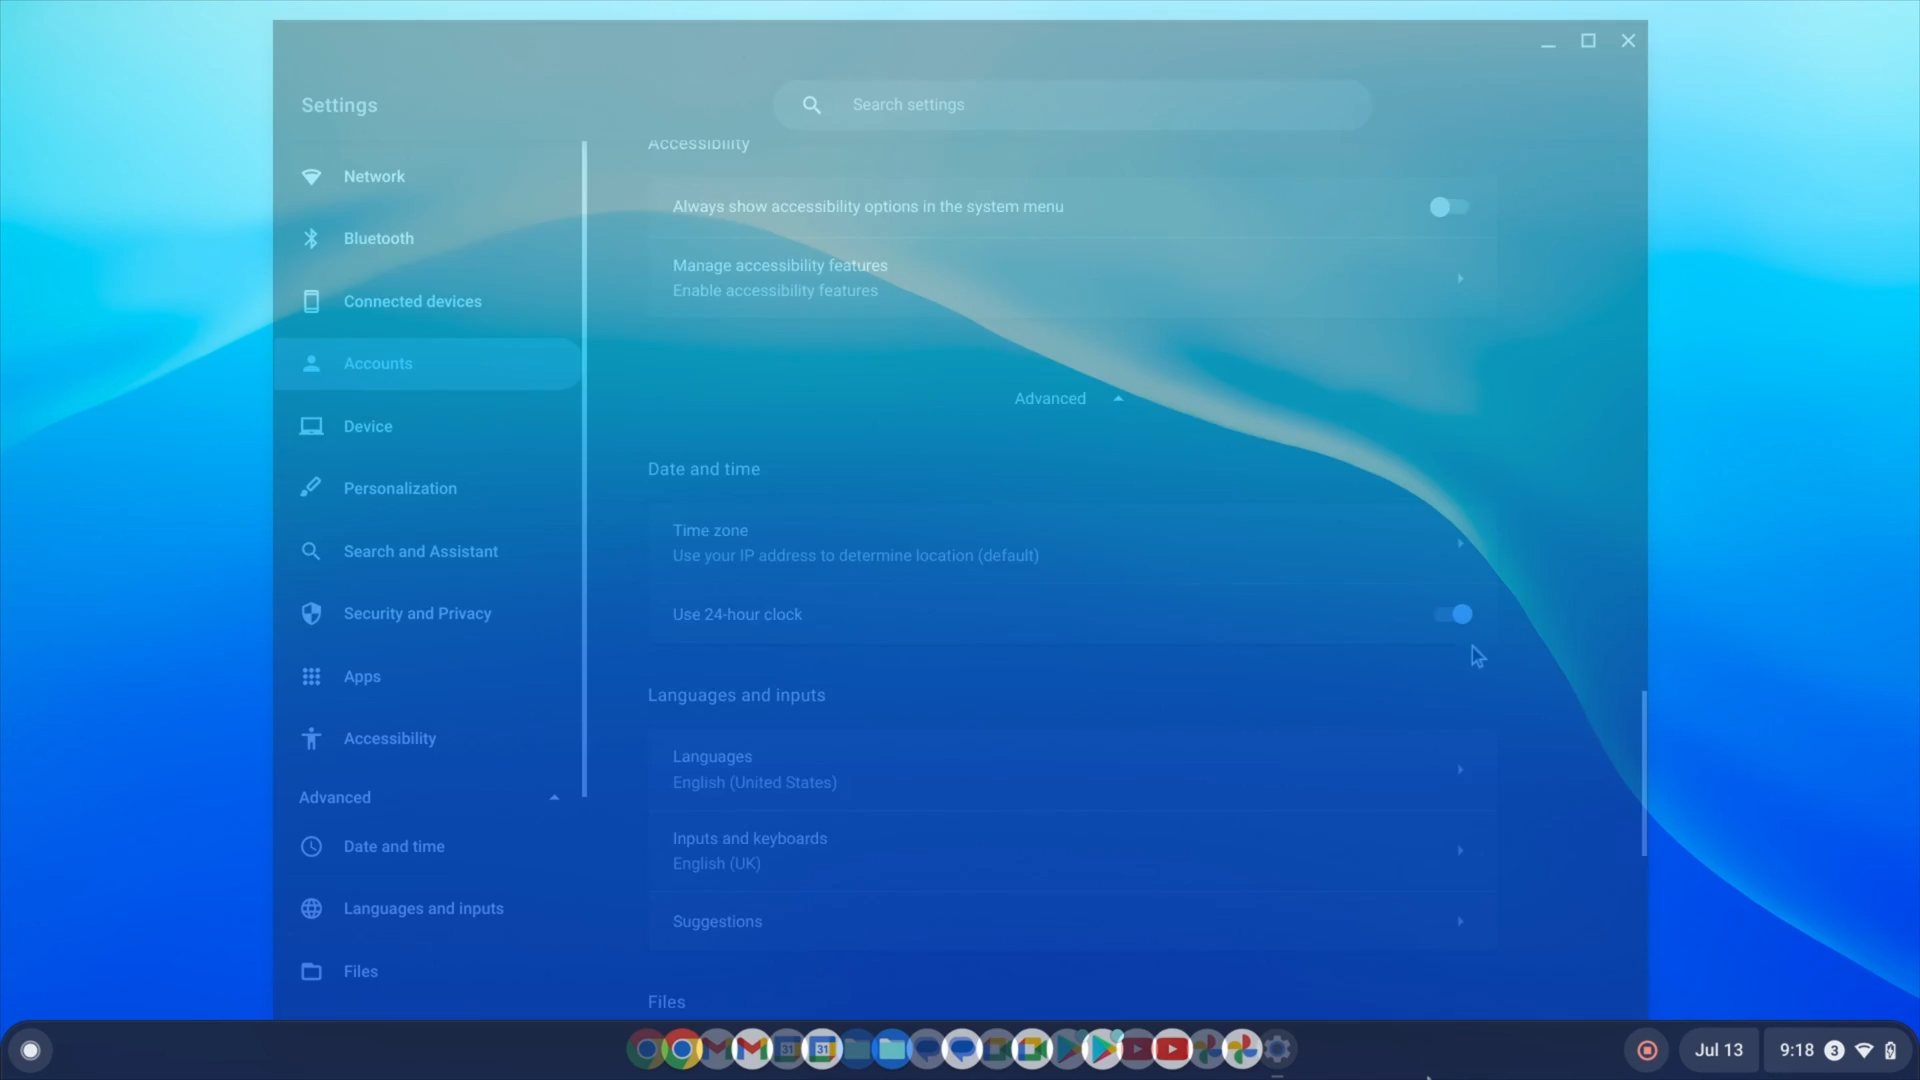 Settings
Search settings
Network
Bluetooth
Connected devices
Accounts
Device
Personalization
Search and Assistant
Security and Privacy
Apps
Accessibility
Advanced
Date and time
Languages and inputs
Files
Accessibility
Always show accessibility options in the system menu
Manage accessibility features
Enable accessibility features
Advanced
Date and time
Time zone
Use your IP address to determine location (default)
Use 24-hour clock
Languages and inputs
Languages
English (United States)
Inputs and keyboards
English (UK)
Suggestions
Files
31
31
Jul 13
9:18
3